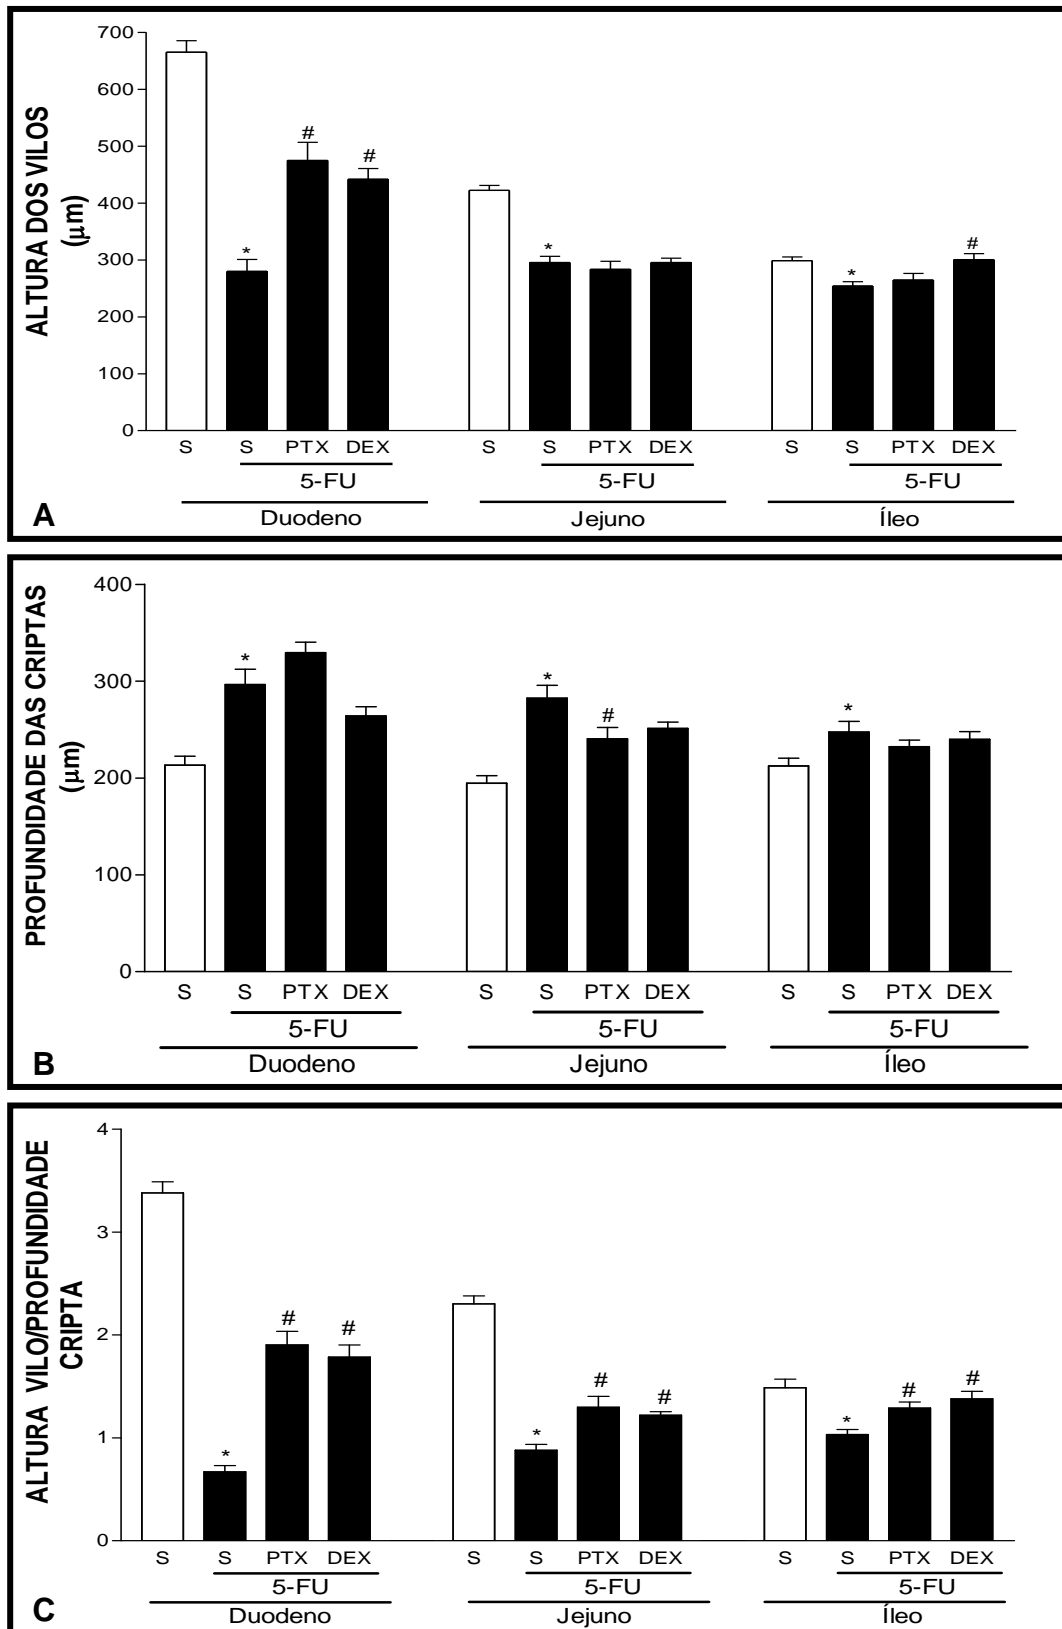 ALTURA DOS VILOS
(µm)
700
600
500
400
300
200
100
0
#
#
*
*
*
#
S S PTX DEX S S PTX DEX S S PTX DEX
5-FU 5-FU 5-FU
A Duodeno Jejuno Íleo
PROFUNDIDADE DAS CRIPTAS
(µm)
400
300
200
100
0
*
*
#
*
S S PTX DEX S S PTX DEX S S PTX DEX
5-FU 5-FU 5-FU
B Duodeno Jejuno Íleo
ALTURA VILO/PROFUNDIDADE
CRIPTA
4
3
2
1
0
*
#
#
*
#
#
*
#
#
S S PTX DEX S S PTX DEX S S PTX DEX
5-FU 5-FU 5-FU
C Duodeno Jejuno Íleo